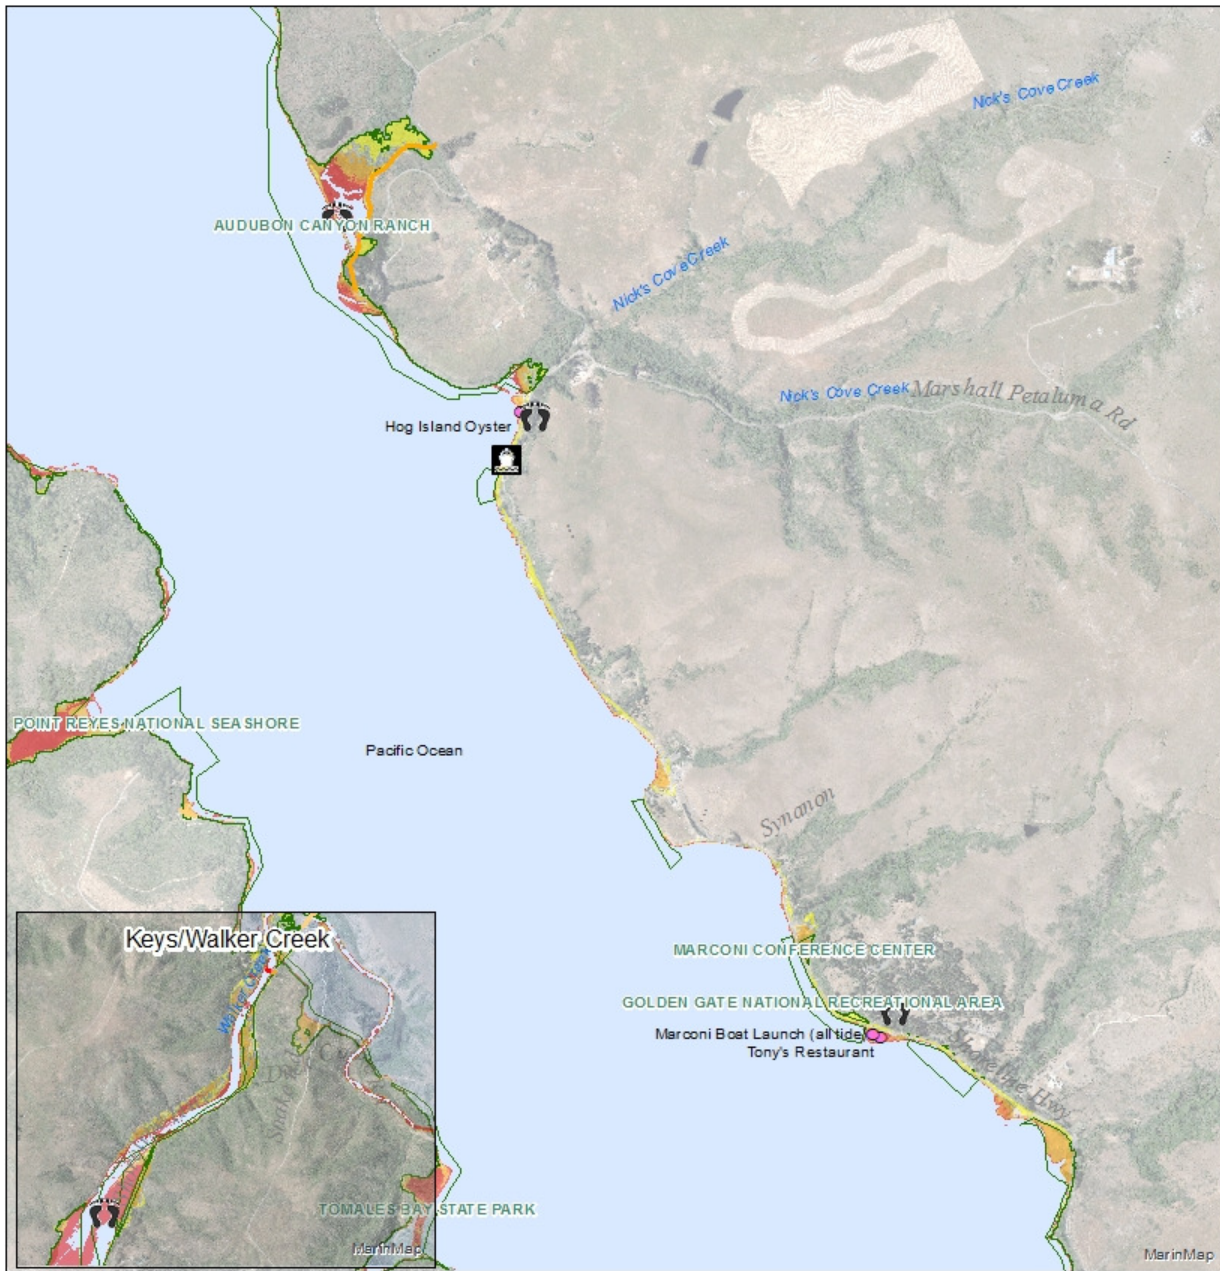 Nick's Cove Creek
AUDUBON CANYON RANCH
Nick's Cove Creek
Nick's Cove Creek
Marshall Petaluma Rd
Hog Island Oyster
POINT REYES NATIONAL SEASHORE
Pacific Ocean
Synanon
Keys/Walker Creek
Walker Creek
MARCONI CONFERENCE CENTER
GOLDEN GATE NATIONAL RECREATIONAL AREA
Marconi Boat Launch (all tide)
Tony's Restaurant
Shoreline Hwy
TOMALES BAY STATE PARK
MarinMap
MarinMap